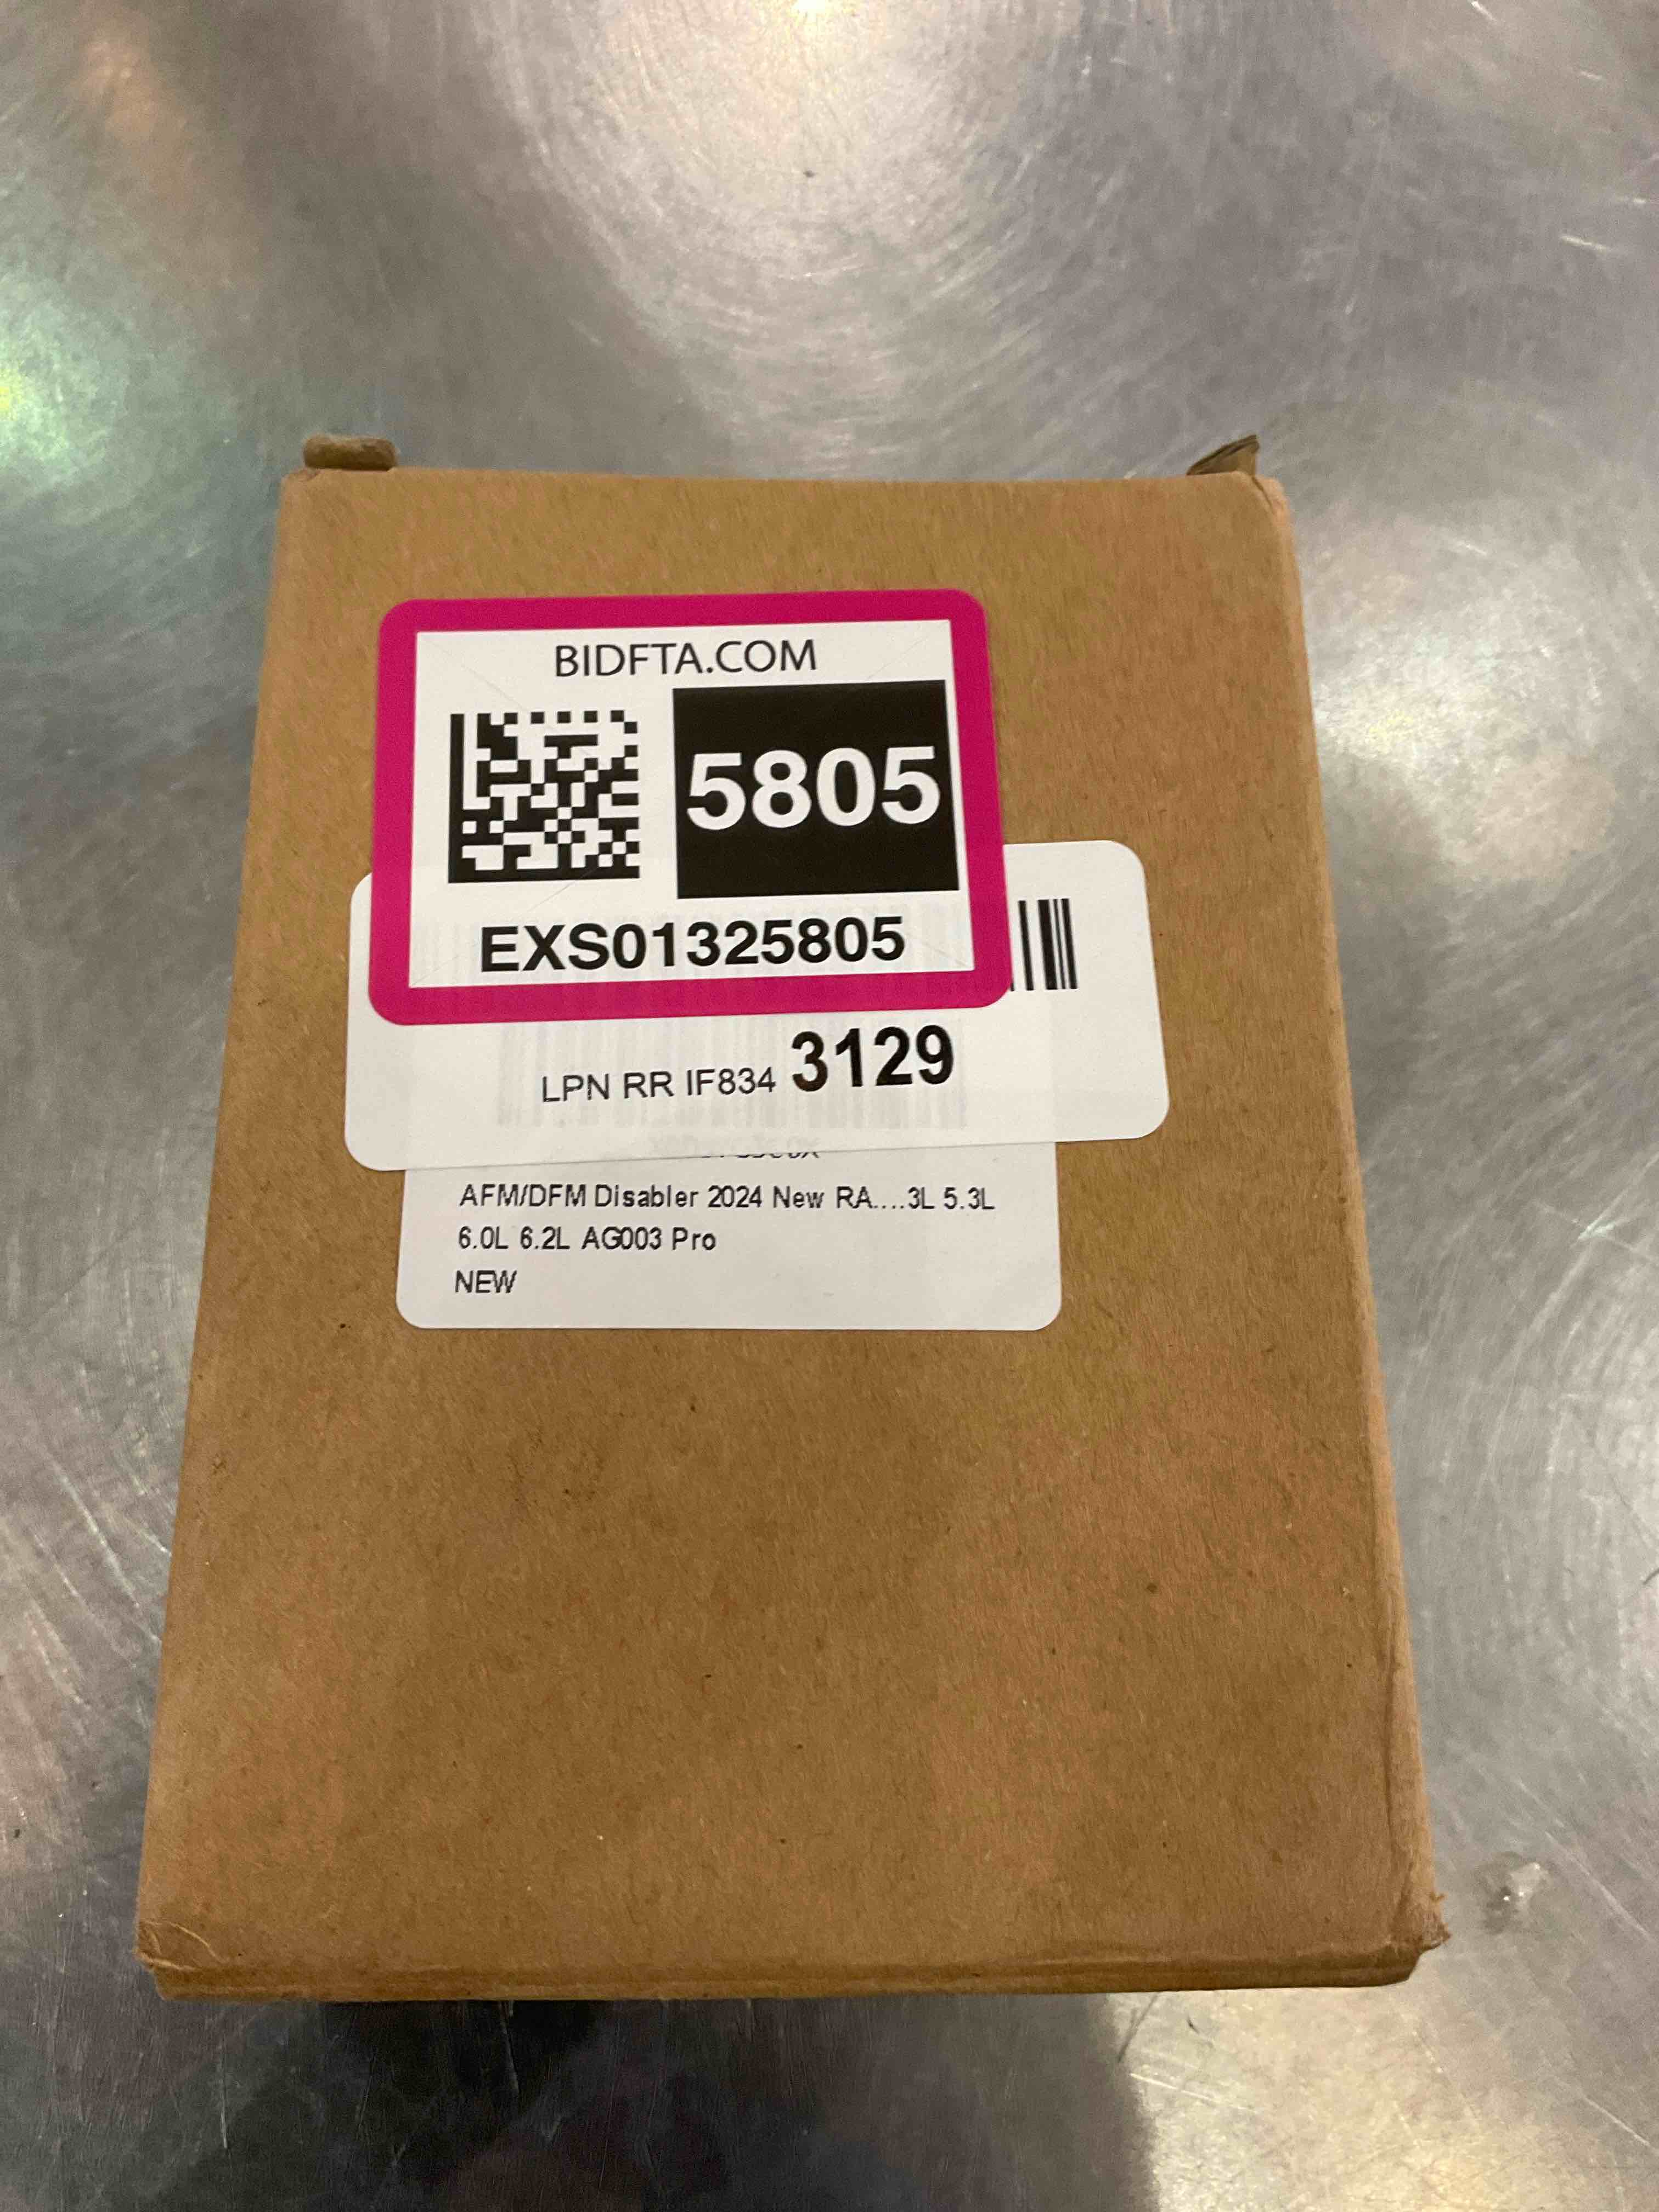 BIDFTA.COM
5805
EXS01325805
LPN RR IF834 3129
AFM/DFM Disabler 2024 New RA....3L 5.3L
6.0L 6.2L AG003 Pro
NEW